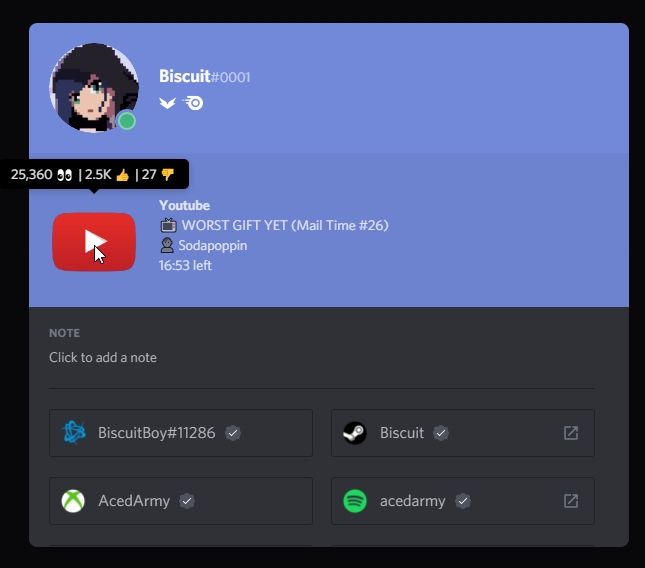 Biscuit#0001
25,360 👀 | 2.5K 👍 | 27 👎
Youtube
📺 WORST GIFT YET (Mail Time #26)
👤 Sodapoppin
16:53 left
NOTE
Click to add a note
BiscuitBoy#11286
Biscuit
AcedArmy
acedarmy